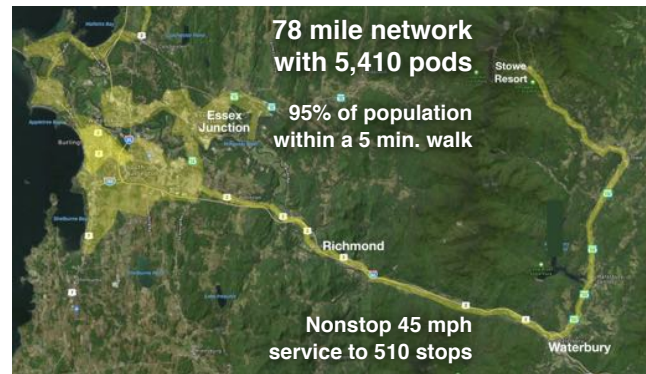 78 mile network
with 5,410 pods
Stowe
Resort
95% of population
within a 5 min. walk
Essex
Junction
Burling
Richmond
Nonstop 45 mph
service to 510 stops
Waterbury